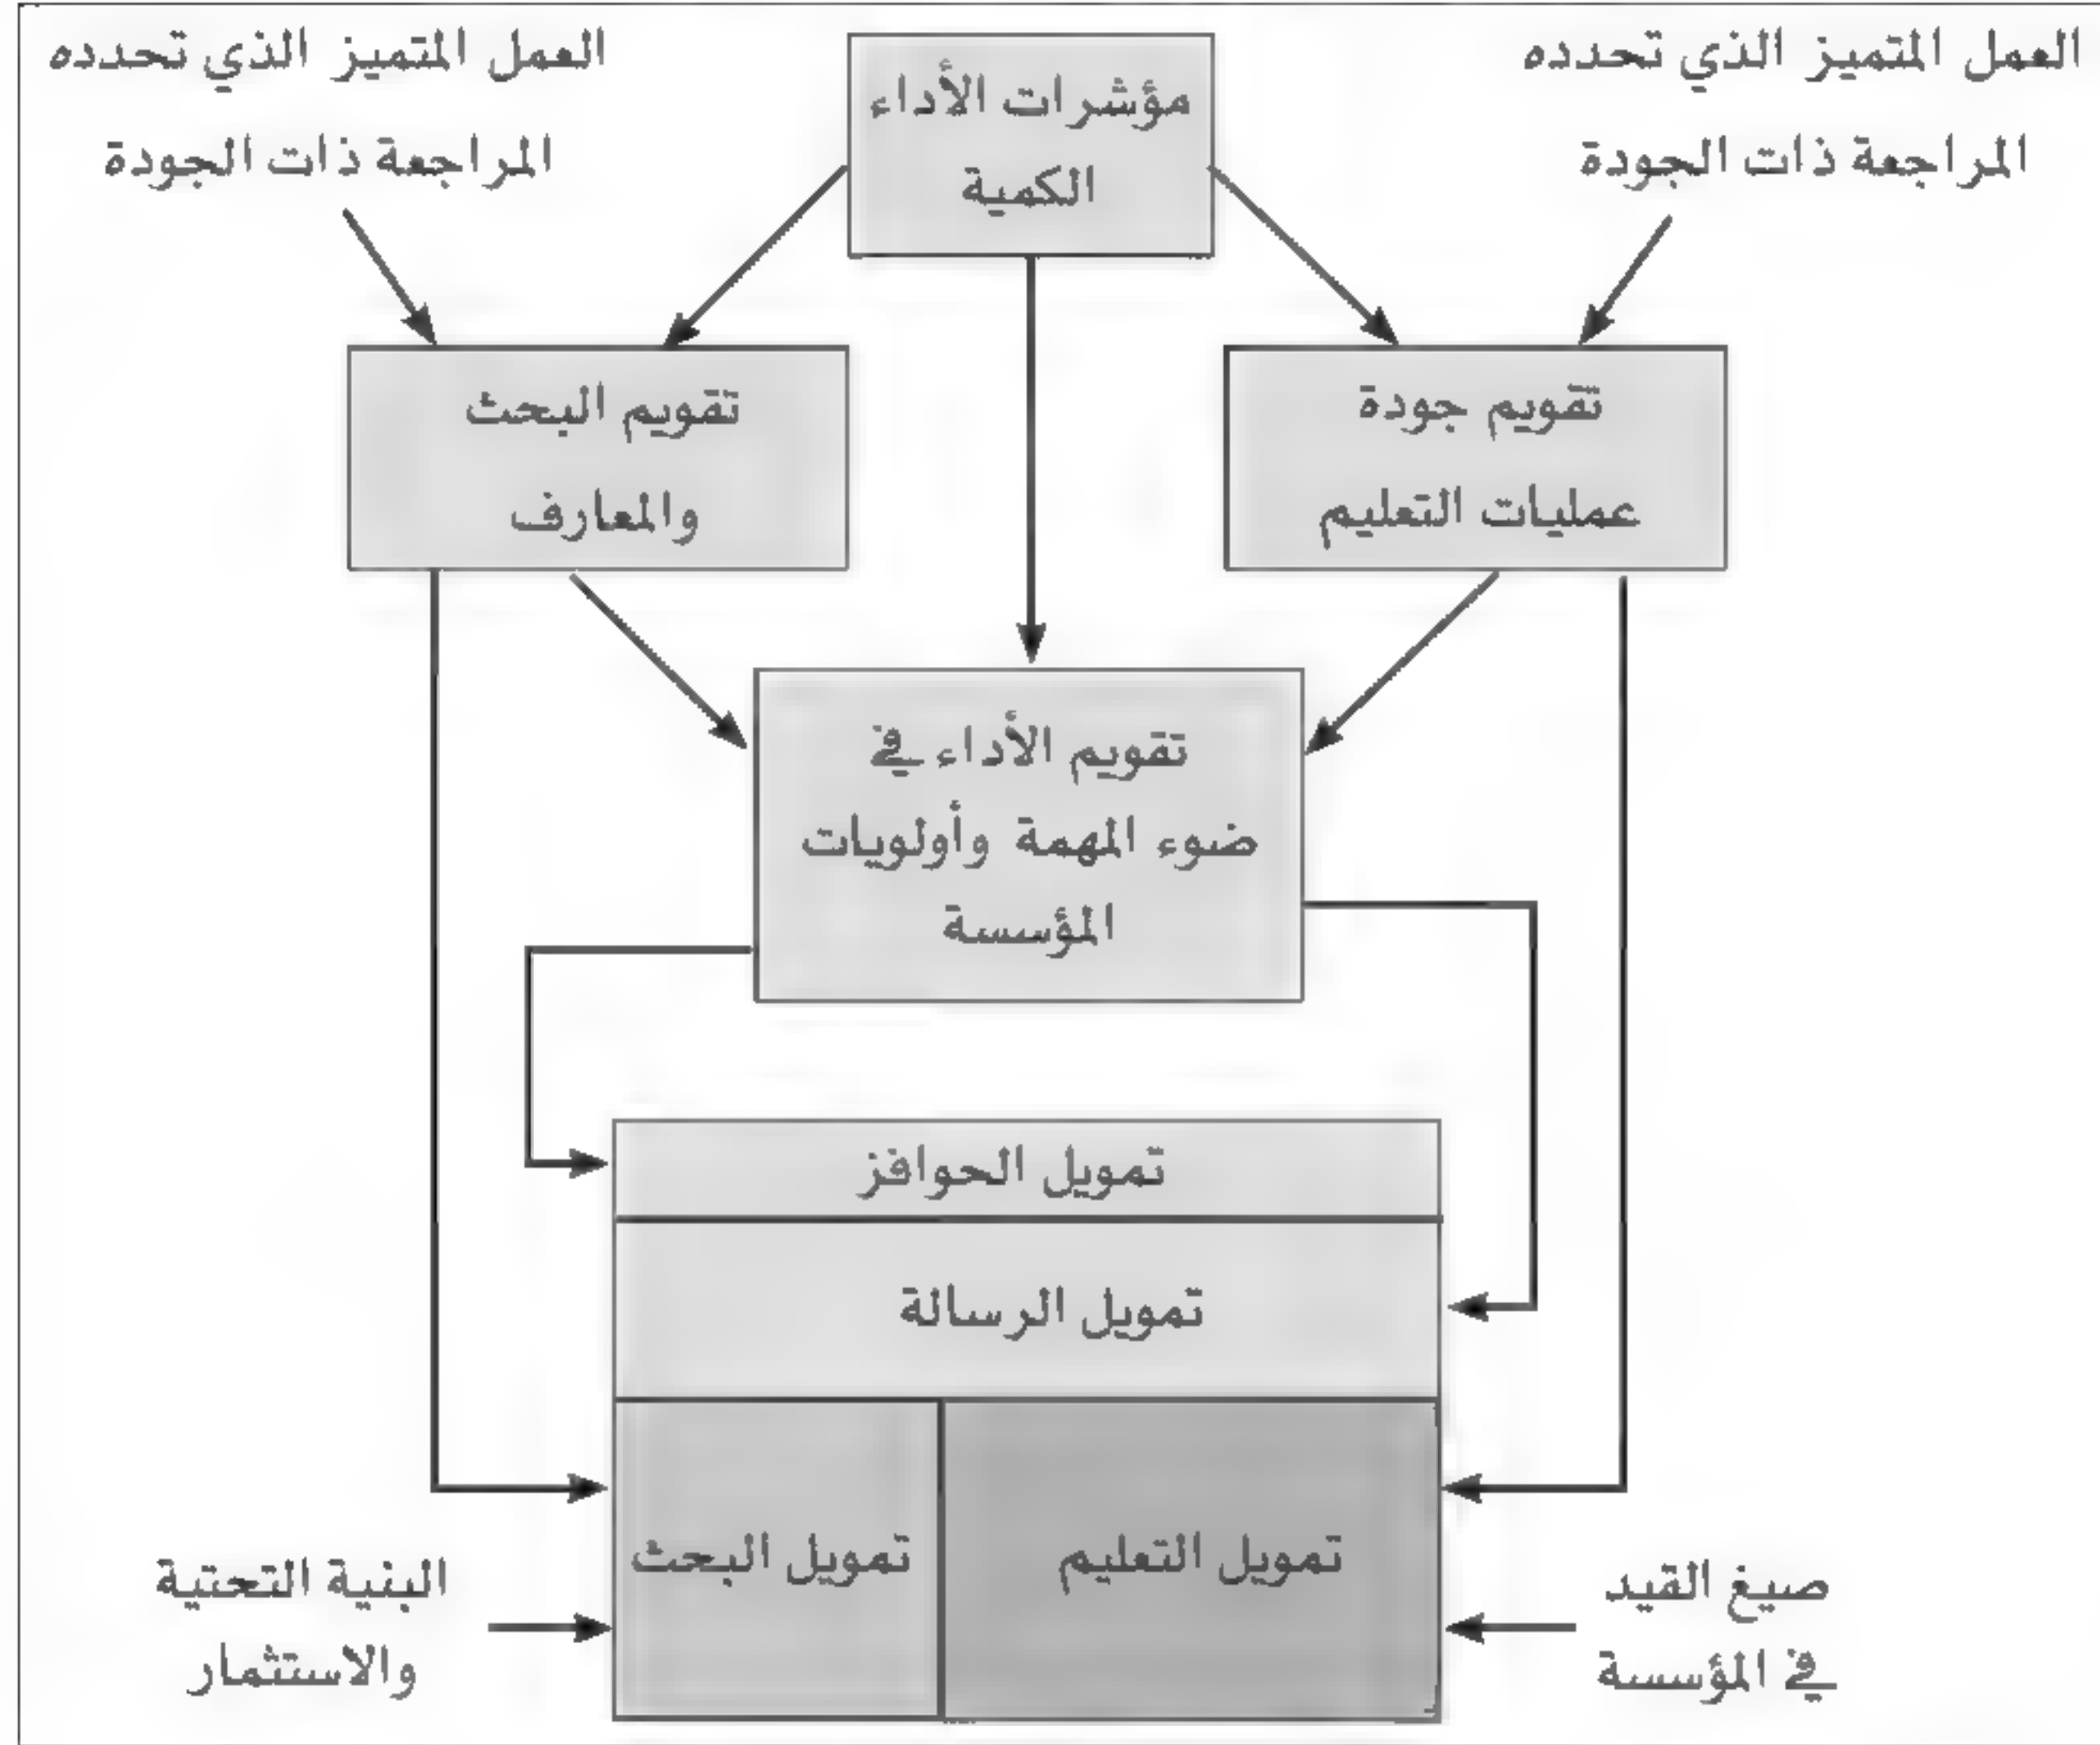 العمل المتميز الذي تحدده
المراجعة ذات الجودة
مؤشرات الأداء
الكمية
العمل المتميز الذي تحدده
المراجعة ذات الجودة
تقويم جودة
عمليات التعليم
تقويم البحث
والمعارف
تقويم الأداء في
ضوء المهمة وأولويات
المؤسسة
تمويل الحوافز
تمويل الرسالة
تمويل التعليم
تمويل البحث
صيغ القيد
في المؤسسة
البنية التحتية
والاستثمار